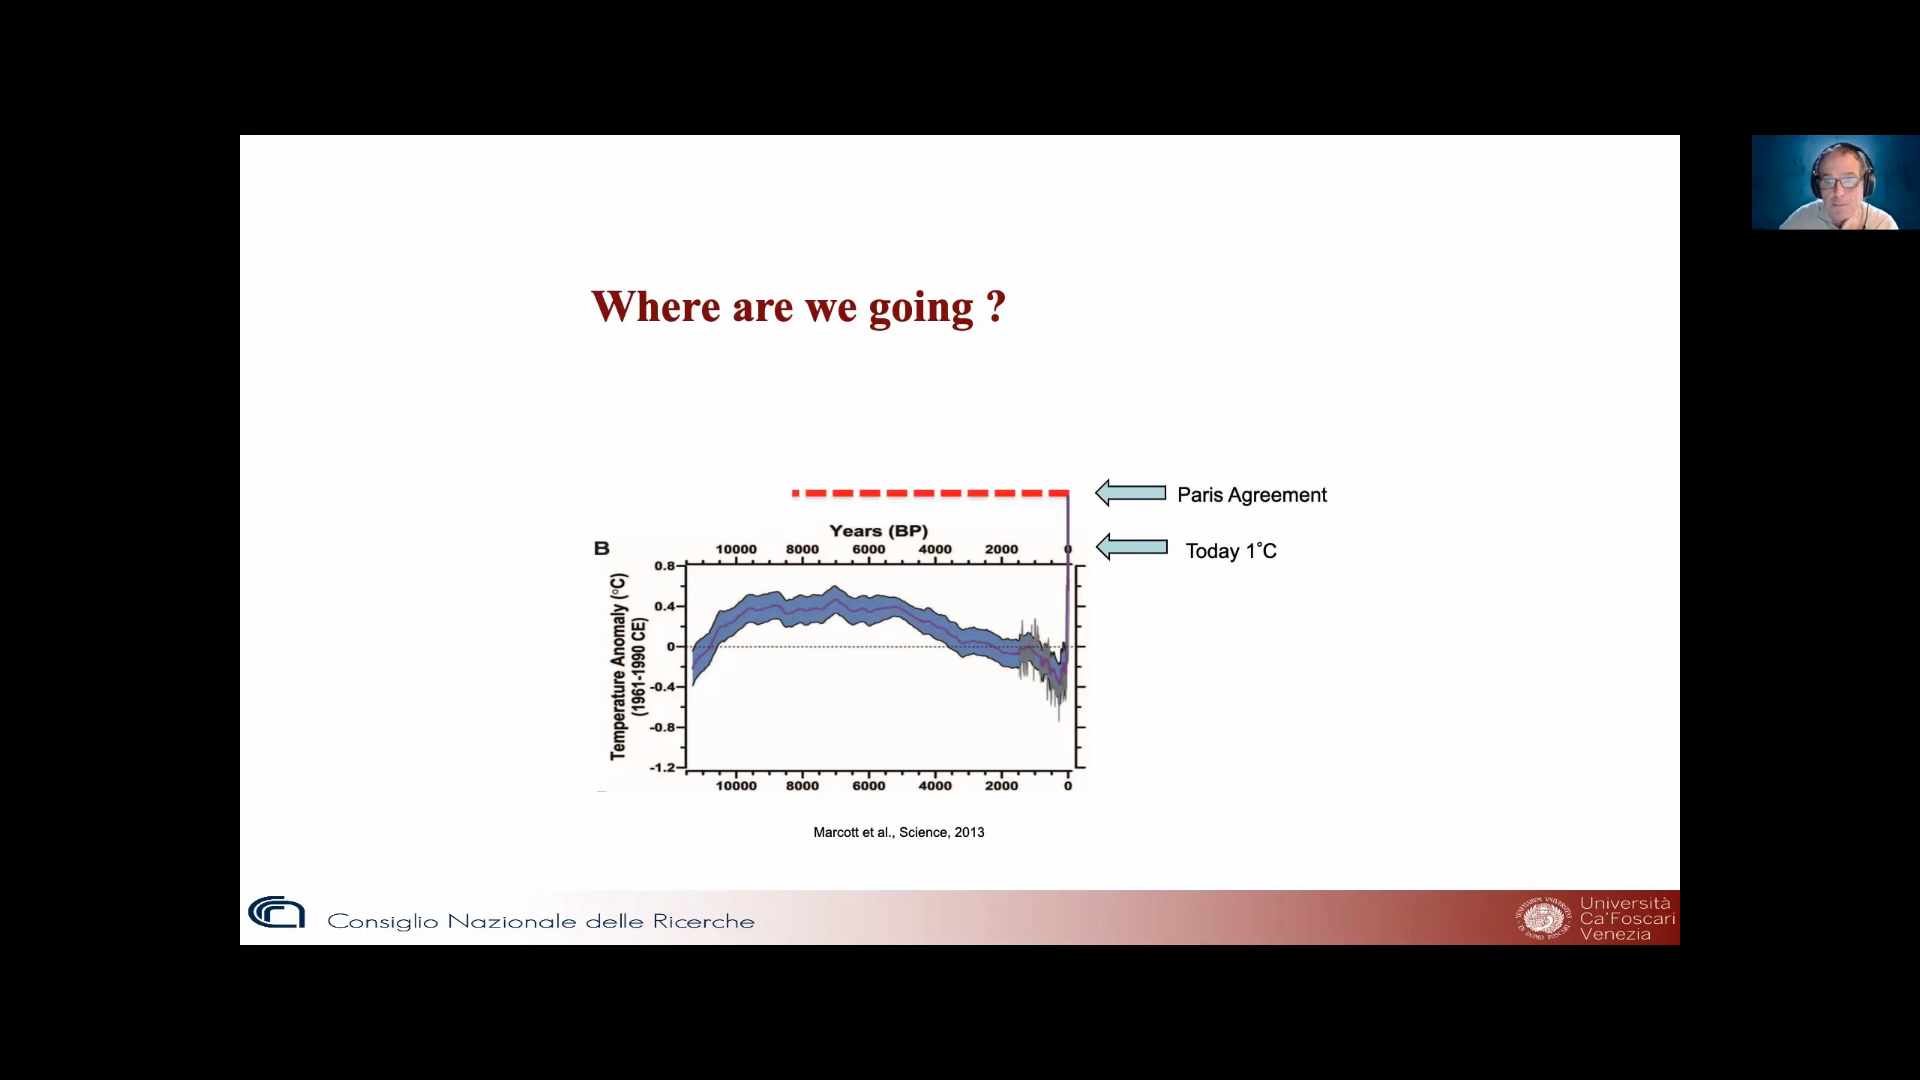 Where are we going ?
Paris Agreement
Years (BP)
B
10000 8000 6000 4000 2000 0
Today 1°C
0.8
0.4
0
-0.4
-0.8
-1.2
Temperature Anomaly (°C)
(1961-1990 CE)
10000 8000 6000 4000 2000 0
Marcott et al., Science, 2013
Consiglio Nazionale delle Ricerche
Università
Ca'Foscari
Venezia